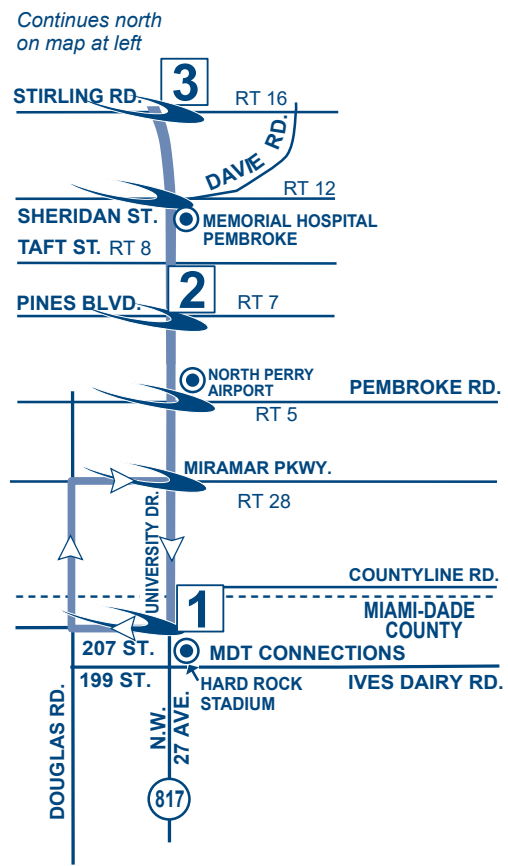 Continues north
on map at left
3
STIRLING RD.
RT 16
DAVIE RD.
RT 12
SHERIDAN ST.
MEMORIAL HOSPITAL
PEMBROKE
TAFT ST. RT 8
2
PINES BLVD.
RT 7
NORTH PERRY
AIRPORT
PEMBROKE RD.
RT 5
MIRAMAR PKWY.
RT 28
UNIVERSITY DR.
COUNTYLINE RD.
1
MIAMI-DADE
COUNTY
207 ST.
MDT CONNECTIONS
199 ST.
HARD ROCK
STADIUM
IVES DAIRY RD.
DOUGLAS RD.
N.W.
27 AVE.
817